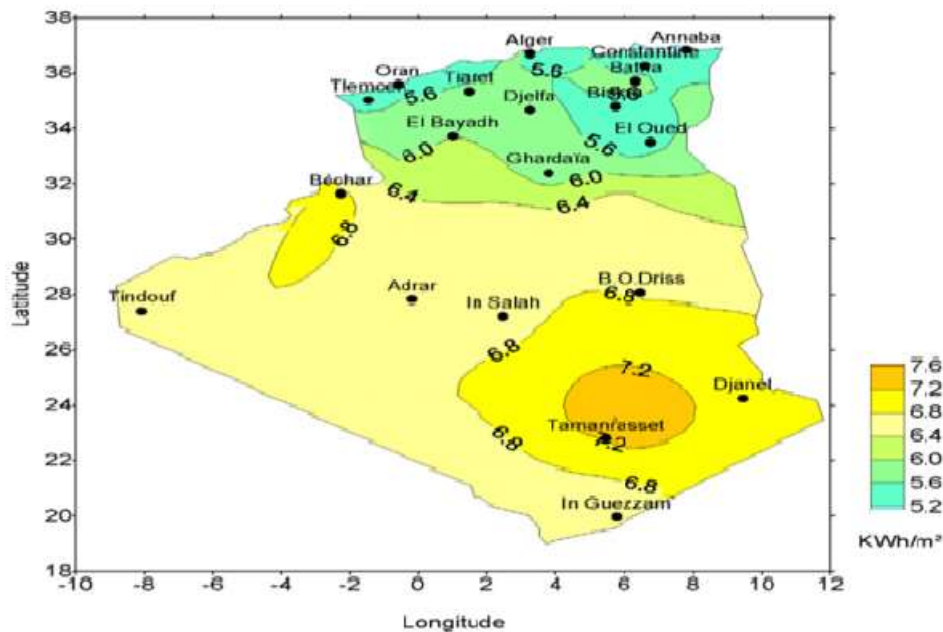 38
36
34
32
30
28
26
24
22
20
18
Latitude
-10
-8
-6
-4
-2
0
2
4
6
8
10
12
Longitude
Alger
Annaba
Constantine
Oran
Tiaret
5.6
Tlemcen
5.6
Djelfa
El Bayadh
El Oued
5.6
6.0
Ghardaïa
6.0
Béchar
6.4
6.4
6.8
Adrar
B.O.Driss
6.8
Tindouf
In Salah
6.8
7.2
Djanel
Tamanrasset
7.2
6.8
6.8
In Guezzam
7.6
7.2
6.8
6.4
6.0
5.6
5.2
KWh/m²